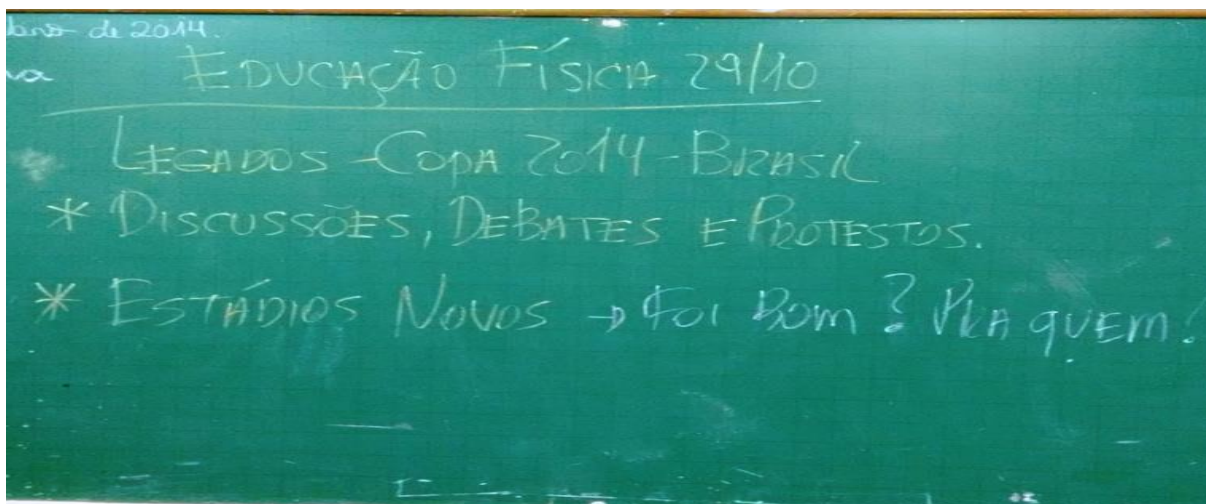 de 2014.
EDUCAÇÃO FÍSICA 29/10
LEGADOS - COPA 2014 - BRASIL
* DISCUSSÕES, DEBATES E PROTESTOS.
* ESTÁDIOS NOVOS → FOI BOM? PRA QUEM?